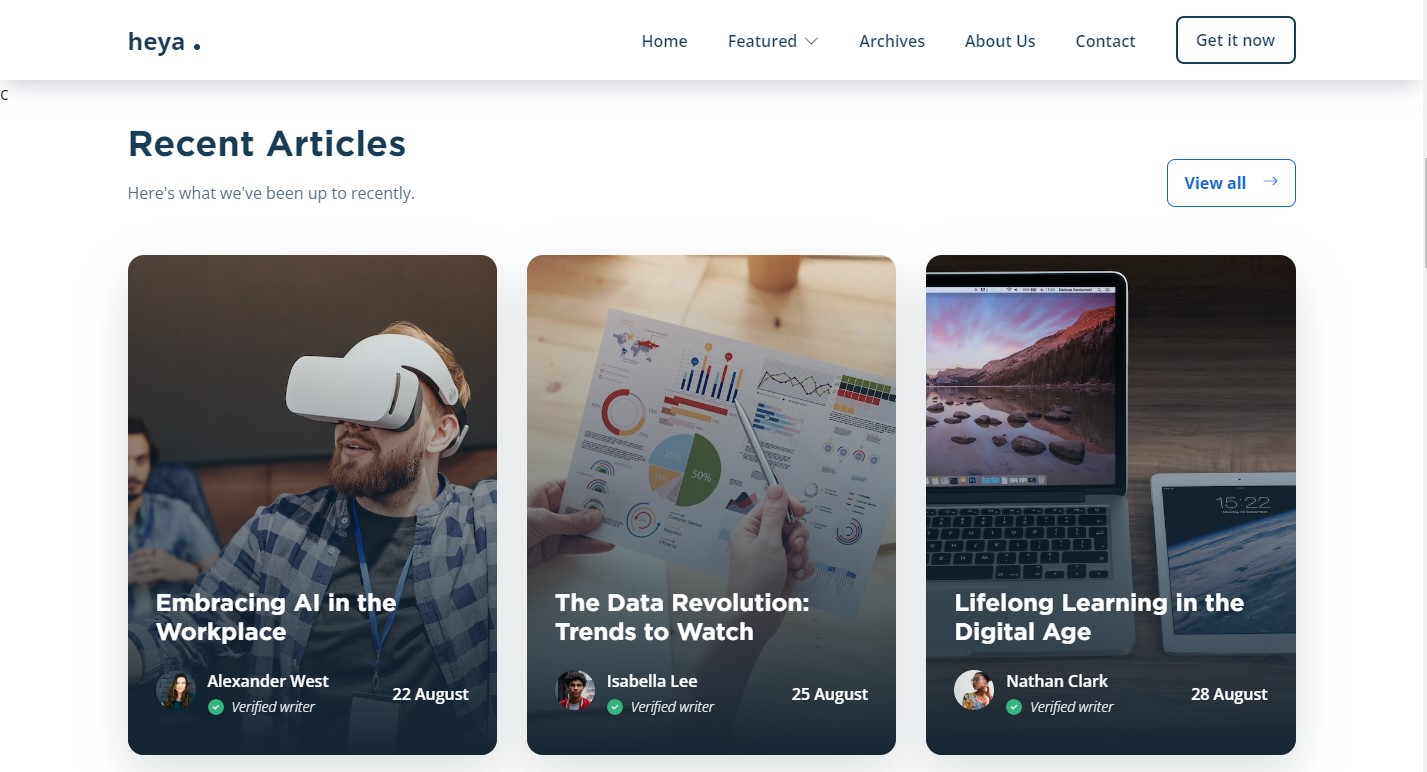 heya .
Home Featured Archives About Us Contact Get it now
c
Recent Articles
Here's what we've been up to recently.
View all
50%
15:22
Embracing AI in the
Workplace
Alexander West
Verified writer
22 August
The Data Revolution:
Trends to Watch
Isabella Lee
Verified writer
25 August
Lifelong Learning in the
Digital Age
Nathan Clark
Verified writer
28 August